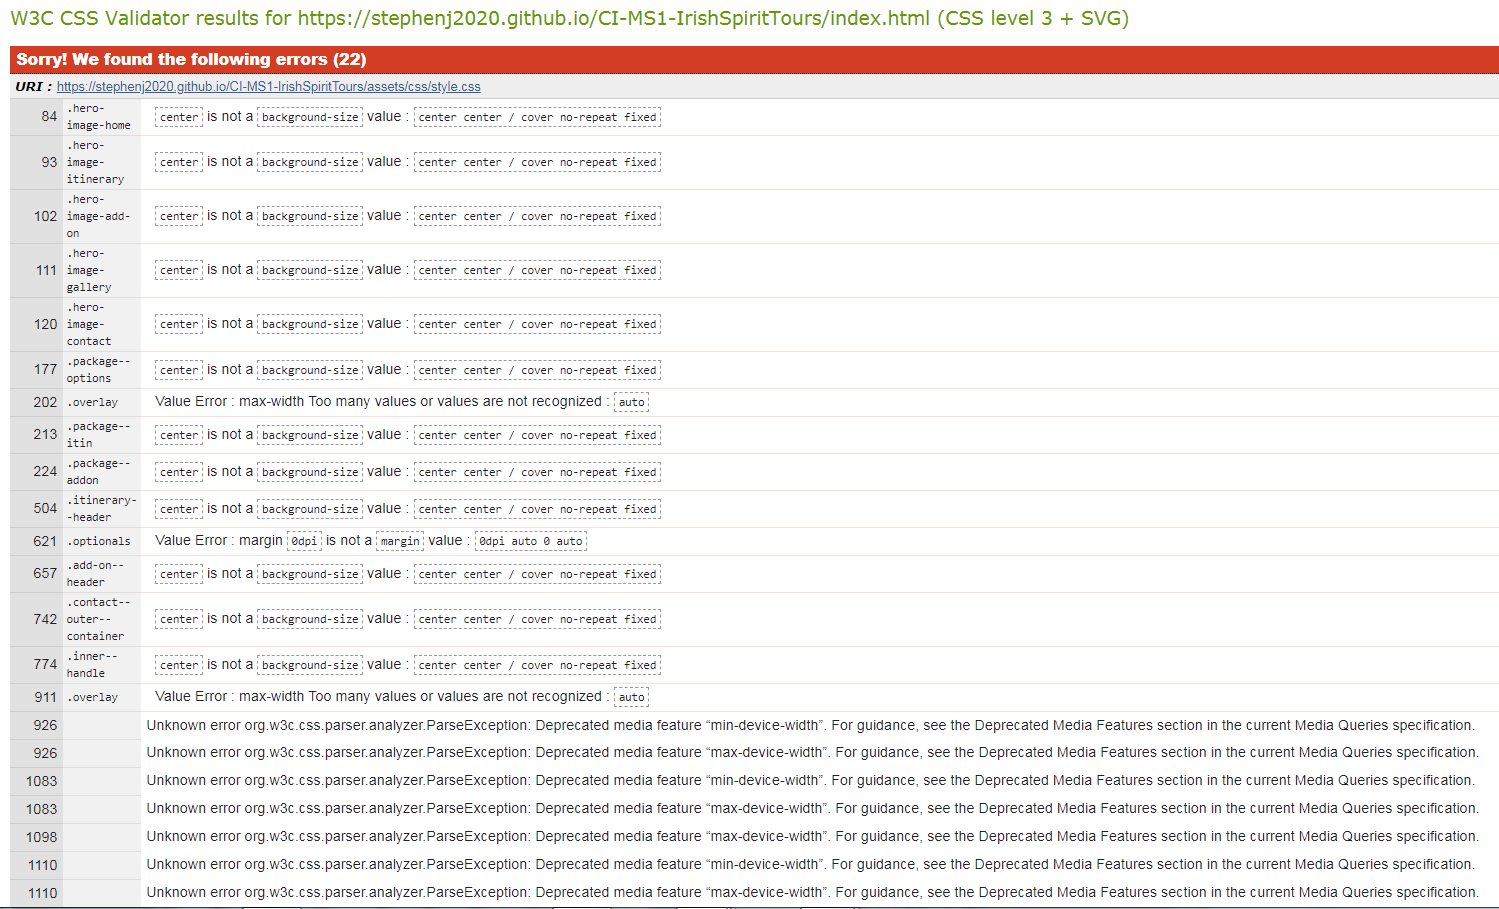 W3C CSS Validator results for https://stephenj2020.github.io/CI-MS1-IrishSpiritTours/index.html (CSS level 3 + SVG)
Sorry! We found the following errors (22)
URI : https://stephenj2020.github.io/CI-MS1-IrishSpiritTours/assets/css/style.css
84 .hero-image-home center is not a background-size value : center center / cover no-repeat fixed
93 .hero-image-itinerary center is not a background-size value : center center / cover no-repeat fixed
102 .hero-image-add-on center is not a background-size value : center center / cover no-repeat fixed
111 .hero-image-gallery center is not a background-size value : center center / cover no-repeat fixed
120 .hero-image-contact center is not a background-size value : center center / cover no-repeat fixed
177 .package--options center is not a background-size value : center center / cover no-repeat fixed
202 .overlay Value Error : max-width Too many values or values are not recognized : auto
213 .package--itin center is not a background-size value : center center / cover no-repeat fixed
224 .package--addon center is not a background-size value : center center / cover no-repeat fixed
504 .itinerary--header center is not a background-size value : center center / cover no-repeat fixed
621 .optionals Value Error : margin 0dpi is not a margin value : 0dpi auto 0 auto
657 .add-on--header center is not a background-size value : center center / cover no-repeat fixed
742 .contact--outer--container center is not a background-size value : center center / cover no-repeat fixed
774 .inner--handle center is not a background-size value : center center / cover no-repeat fixed
911 .overlay Value Error : max-width Too many values or values are not recognized : auto
926 Unknown error org.w3c.css.parser.analyzer.ParseException: Deprecated media feature “min-device-width”. For guidance, see the Deprecated Media Features section in the current Media Queries specification.
926 Unknown error org.w3c.css.parser.analyzer.ParseException: Deprecated media feature “max-device-width”. For guidance, see the Deprecated Media Features section in the current Media Queries specification.
1083 Unknown error org.w3c.css.parser.analyzer.ParseException: Deprecated media feature “min-device-width”. For guidance, see the Deprecated Media Features section in the current Media Queries specification.
1083 Unknown error org.w3c.css.parser.analyzer.ParseException: Deprecated media feature “max-device-width”. For guidance, see the Deprecated Media Features section in the current Media Queries specification.
1098 Unknown error org.w3c.css.parser.analyzer.ParseException: Deprecated media feature “max-device-width”. For guidance, see the Deprecated Media Features section in the current Media Queries specification.
1110 Unknown error org.w3c.css.parser.analyzer.ParseException: Deprecated media feature “min-device-width”. For guidance, see the Deprecated Media Features section in the current Media Queries specification.
1110 Unknown error org.w3c.css.parser.analyzer.ParseException: Deprecated media feature “max-device-width”. For guidance, see the Deprecated Media Features section in the current Media Queries specification.